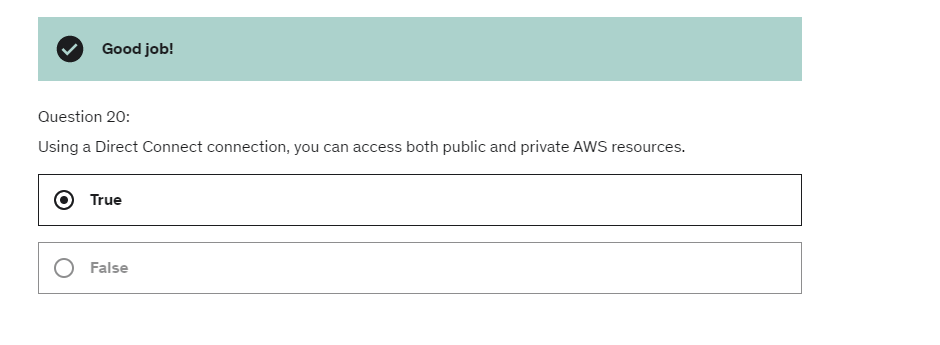 Good job!
Question 20:
Using a Direct Connect connection, you can access both public and private AWS resources.
True
False